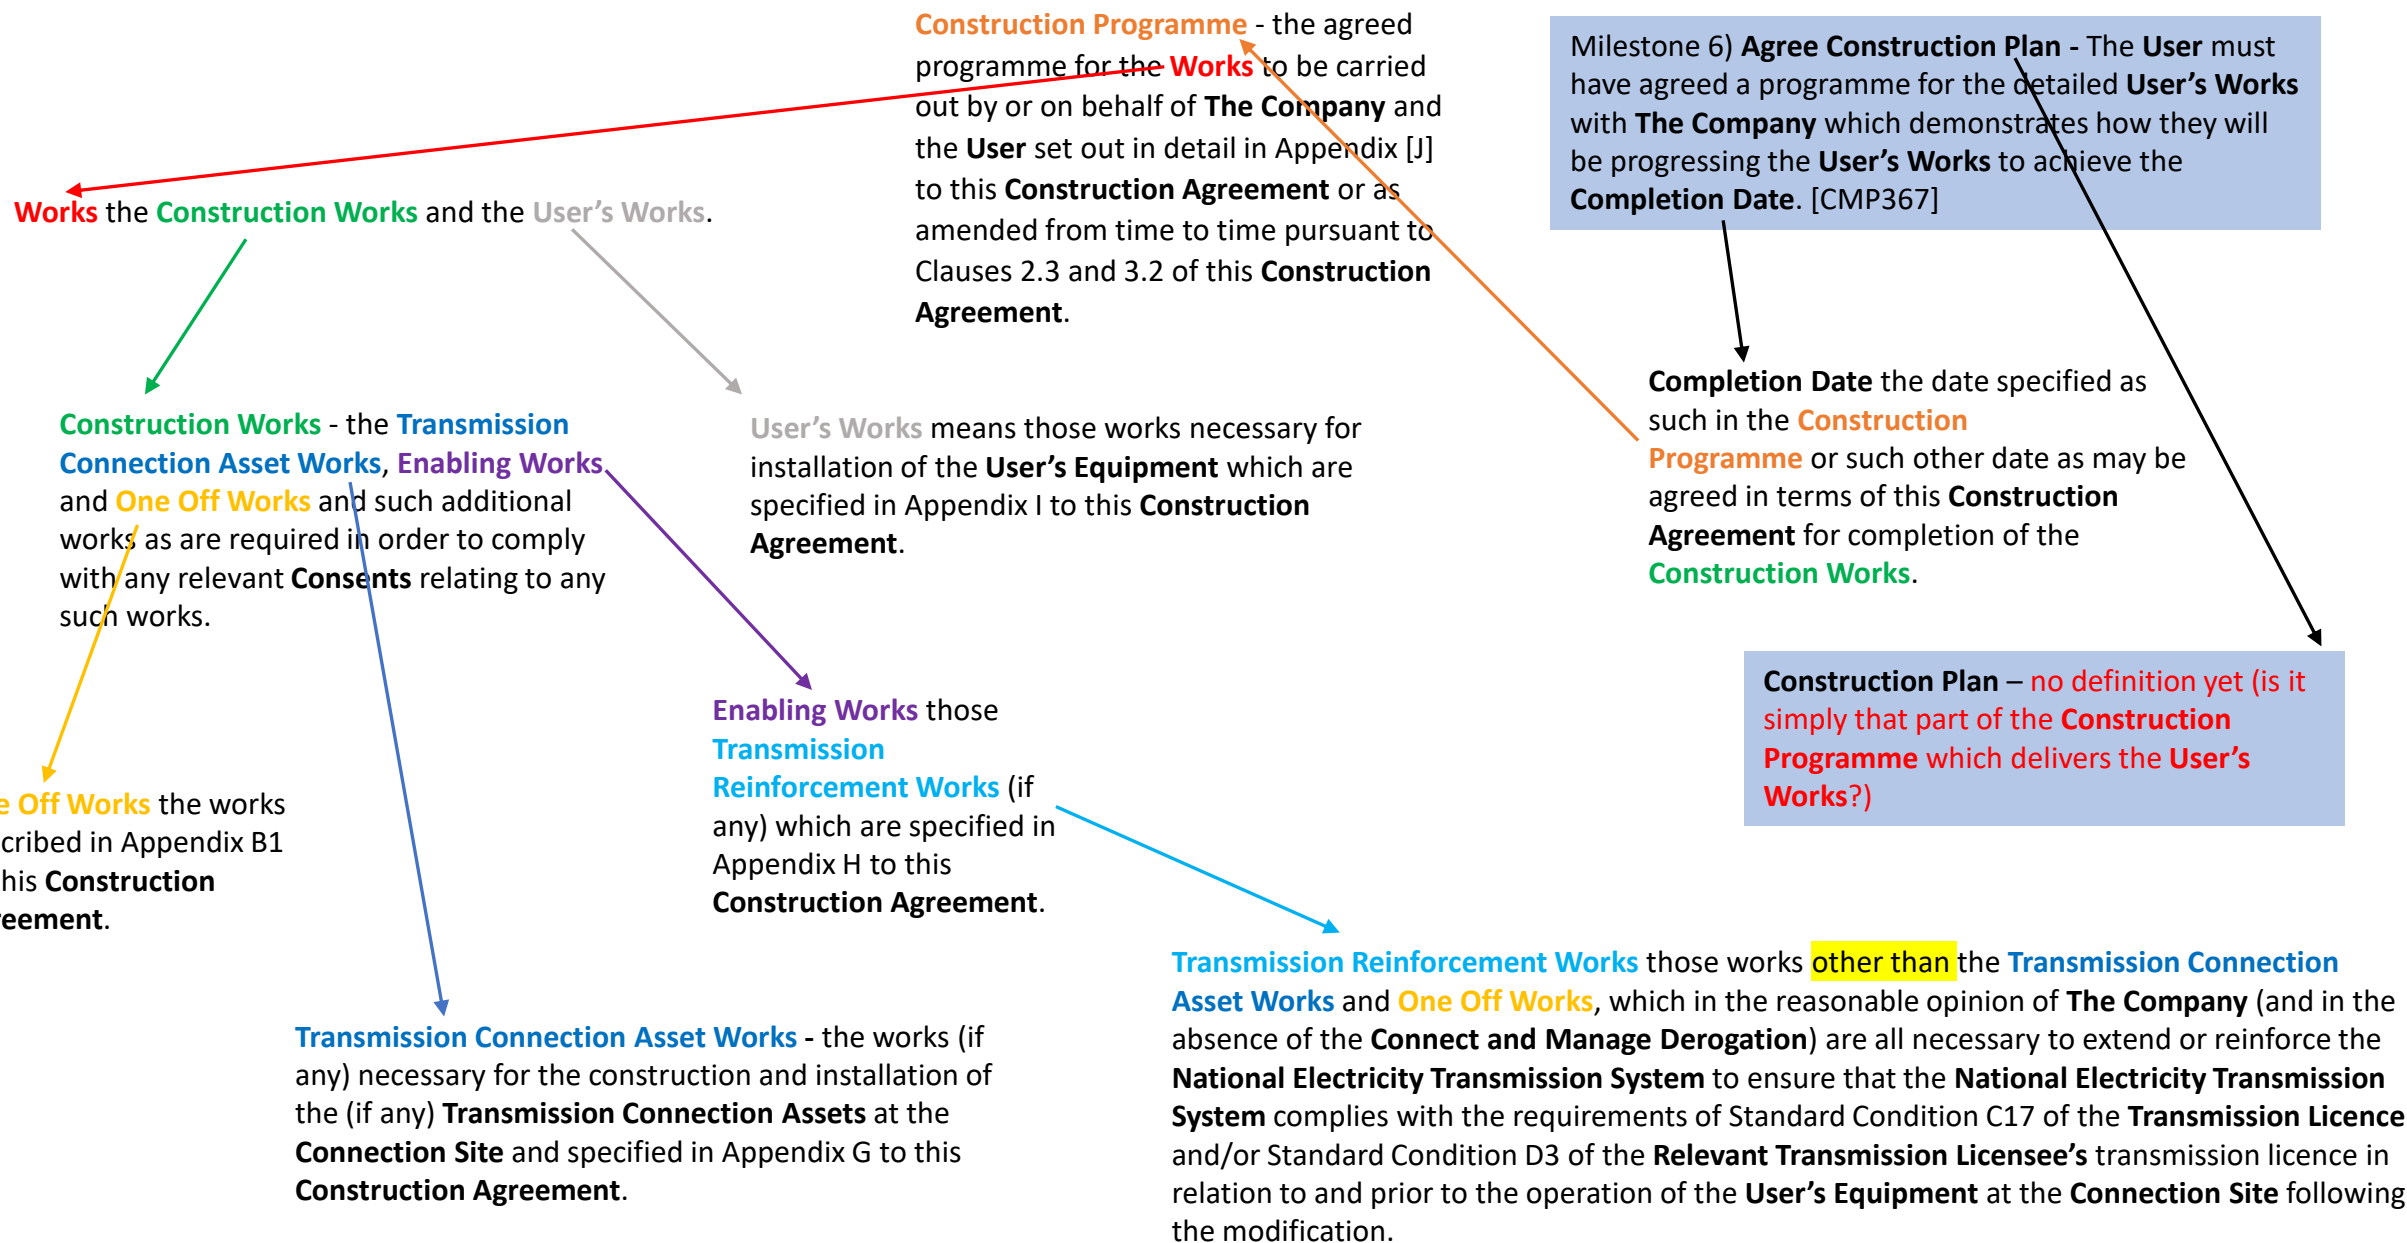 Construction Programme - the agreed
programme for the Works to be carried
out by or on behalf of The Company and
the User set out in detail in Appendix [J]
to this Construction Agreement or as
amended from time to time pursuant to
Clauses 2.3 and 3.2 of this Construction
Agreement.
Milestone 6) Agree Construction Plan - The User must
have agreed a programme for the detailed User’s Works
with The Company which demonstrates how they will
be progressing the User’s Works to achieve the
Completion Date. [CMP367]
Works the Construction Works and the User’s Works.
Completion Date the date specified as
such in the Construction
Programme or such other date as may be
agreed in terms of this Construction
Agreement for completion of the
Construction Works.
Construction Works - the Transmission
Connection Asset Works, Enabling Works
and One Off Works and such additional
works as are required in order to comply
with any relevant Consents relating to any
such works.
User’s Works means those works necessary for
installation of the User’s Equipment which are
specified in Appendix I to this Construction
Agreement.
Construction Plan – no definition yet (is it
simply that part of the Construction
Programme which delivers the User’s
Works?)
Enabling Works those
Transmission
Reinforcement Works (if
any) which are specified in
Appendix H to this
Construction Agreement.
e Off Works the works
cribed in Appendix B1
his Construction
reement.
Transmission Reinforcement Works those works other than the Transmission Connection
Asset Works and One Off Works, which in the reasonable opinion of The Company (and in the
absence of the Connect and Manage Derogation) are all necessary to extend or reinforce the
National Electricity Transmission System to ensure that the National Electricity Transmission
System complies with the requirements of Standard Condition C17 of the Transmission Licence
and/or Standard Condition D3 of the Relevant Transmission Licensee’s transmission licence in
relation to and prior to the operation of the User’s Equipment at the Connection Site following
the modification.
Transmission Connection Asset Works - the works (if
any) necessary for the construction and installation of
the (if any) Transmission Connection Assets at the
Connection Site and specified in Appendix G to this
Construction Agreement.